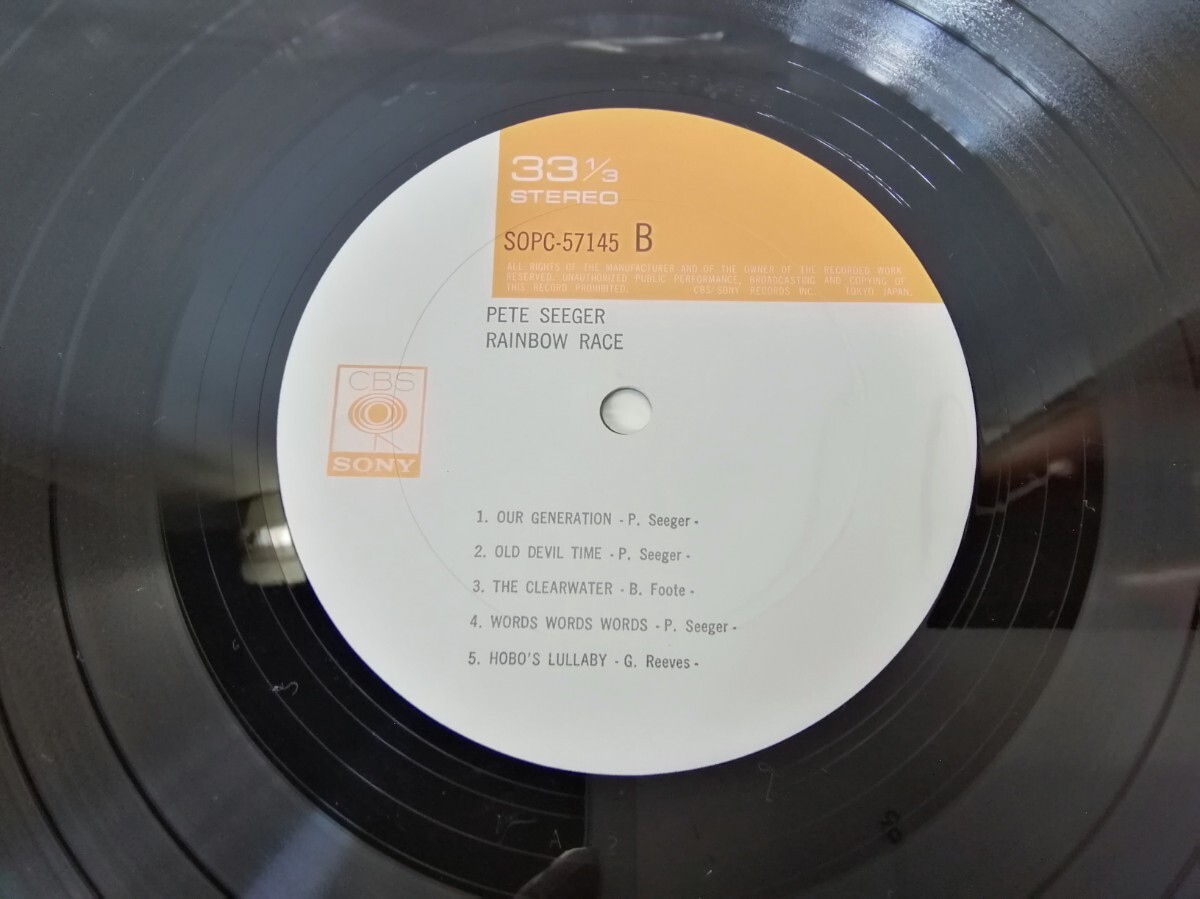 33 1/3
STEREO
SOPC-57145 B
ALL RIGHTS OF THE MANUFACTURER AND OF THE OWNER OF THE RECORDED WORK
RESERVED. UNAUTHORIZED PUBLIC PERFORMANCE, BROADCASTING AND COPYING OF
THIS RECORD PROHIBITED. CBS/SONY RECORDS INC. TOKYO JAPAN.
PETE SEEGER
RAINBOW RACE
CBS
SONY
1. OUR GENERATION - P. Seeger -
2. OLD DEVIL TIME - P. Seeger -
3. THE CLEARWATER - B. Foote -
4. WORDS WORDS WORDS - P. Seeger -
5. HOBO'S LULLABY - G. Reeves -